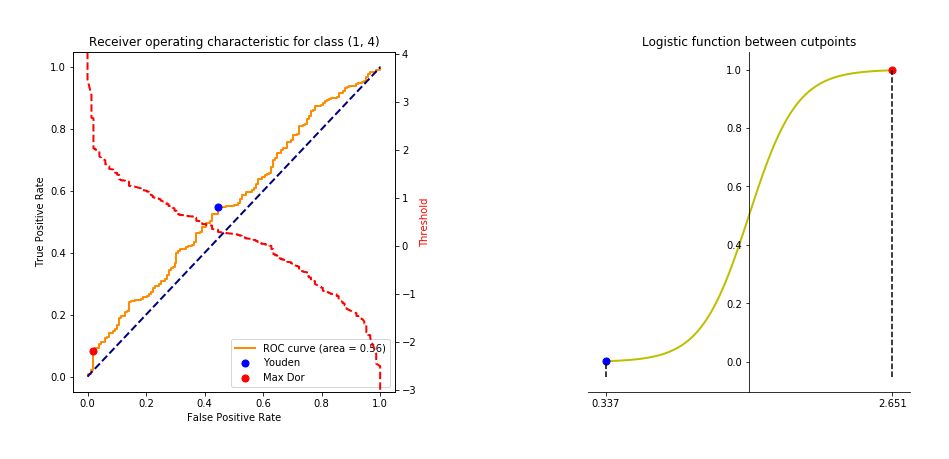 Receiver operating characteristic for class (1, 4)
1.0
0.8
0.6
0.4
0.2
0.0
True Positive Rate
0.0 0.2 0.4 0.6 0.8 1.0
False Positive Rate
4
3
2
1
0
−1
−2
−3
Threshold
ROC curve (area = 0.56)
Youden
Max Dor
Logistic function between cutpoints
1.0
0.8
0.6
0.4
0.2
0.0
0.337 2.651